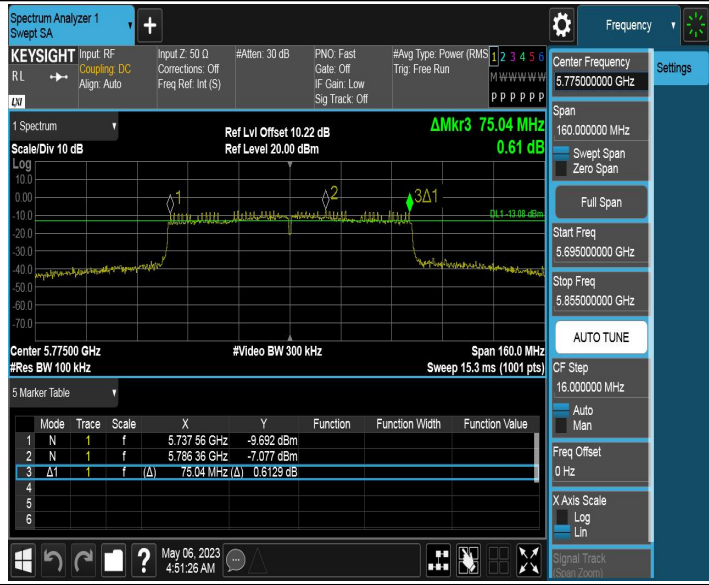 Spectrum Analyzer 1
Swept SA
Frequency
KEYSIGHT
RL
LXI
Input: RF
Coupling: DC
Align: Auto
Input Z: 50 Ω
Corrections: Off
Freq Ref: Int (S)
#Atten: 30 dB
PNO: Fast
Gate: Off
IF Gain: Low
Sig Track: Off
#Avg Type: Power (RMS
Trig: Free Run
1 2 3 4 5 6
M W W W W W
P P P P P P
Settings
Center Frequency
5.775000000 GHz
Span
160.000000 MHz
Swept Span
Zero Span
Full Span
Start Freq
5.695000000 GHz
Stop Freq
5.855000000 GHz
AUTO TUNE
CF Step
16.000000 MHz
Auto
Man
Freq Offset
0 Hz
X Axis Scale
Log
Lin
Signal Track
(Span Zoom)
1 Spectrum
Scale/Div 10 dB
Ref Lvl Offset 10.22 dB
Ref Level 20.00 dBm
ΔMkr3 75.04 MHz
0.61 dB
Log
10.0
0.00
-10.0
-20.0
-30.0
-40.0
-50.0
-60.0
-70.0
1
2
3Δ1
DL1 -13.08 dBm
Center 5.77500 GHz
#Res BW 100 kHz
#Video BW 300 kHz
Span 160.0 MHz
Sweep 15.3 ms (1001 pts)
5 Marker Table
Mode Trace Scale X Y Function Function Width Function Value
1 N 1 f 5.737 56 GHz -9.692 dBm
2 N 1 f 5.786 36 GHz -7.077 dBm
3 Δ1 1 f (Δ) 75.04 MHz (Δ) 0.6129 dB
4
5
6
May 06, 2023
4:51:26 AM